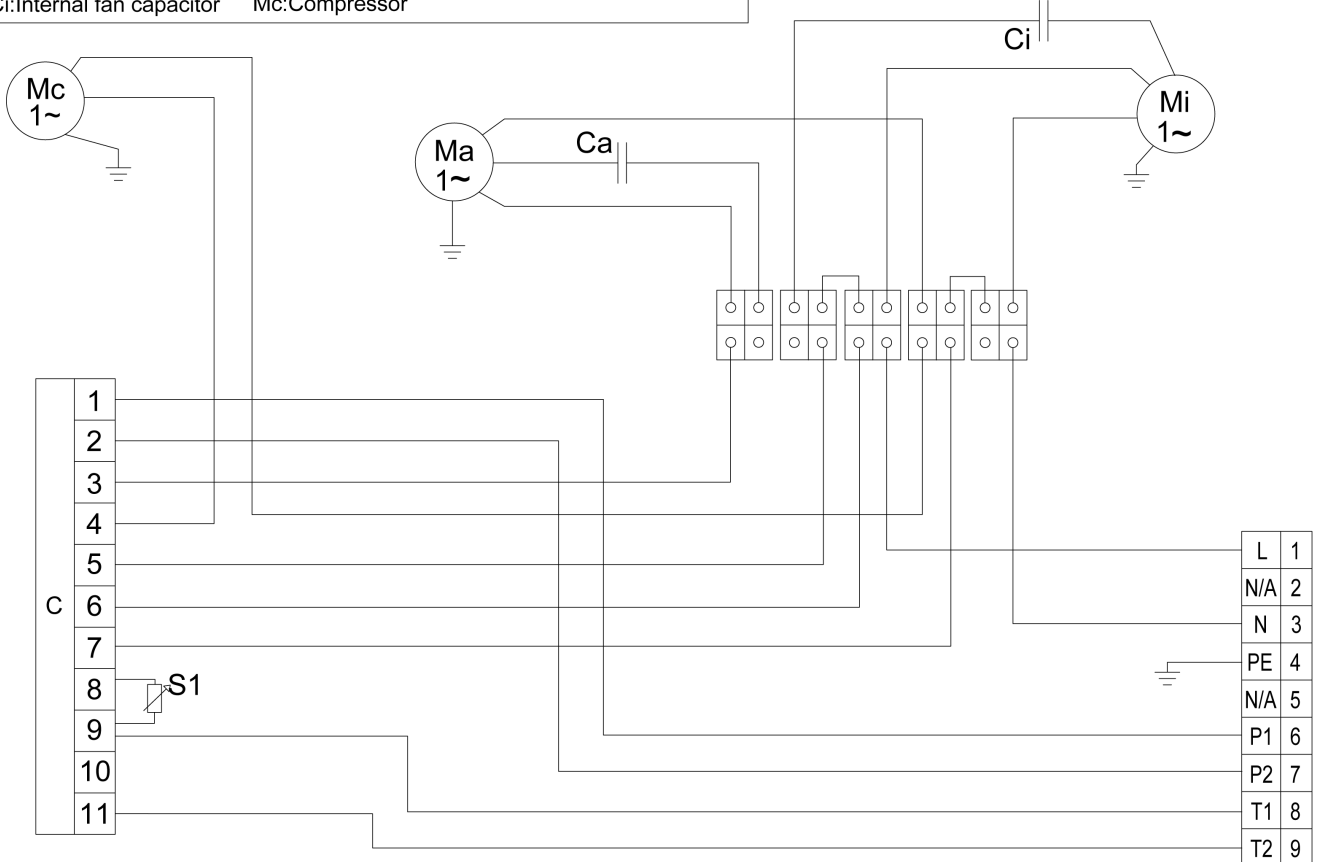 Ci:Internal fan capacitor Mc:Compressor
Ci
Mc
1~
Mi
1~
Ma
1~
Ca
C
1
2
3
4
5
6
7
8
9
10
11
S1
L 1
N/A 2
N 3
PE 4
N/A 5
P1 6
P2 7
T1 8
T2 9